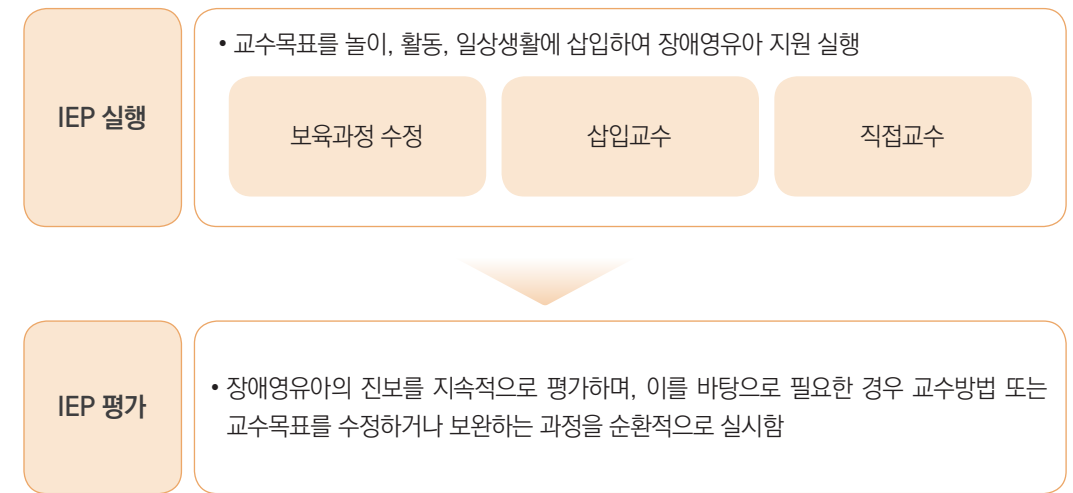 IEP 실행
• 교수목표를 놀이, 활동, 일상생활에 삽입하여 장애영유아 지원 실행
보육과정 수정
삽입교수
직접교수
IEP 평가
• 장애영유아의 진보를 지속적으로 평가하며, 이를 바탕으로 필요한 경우 교수방법 또는
교수목표를 수정하거나 보완하는 과정을 순환적으로 실시함